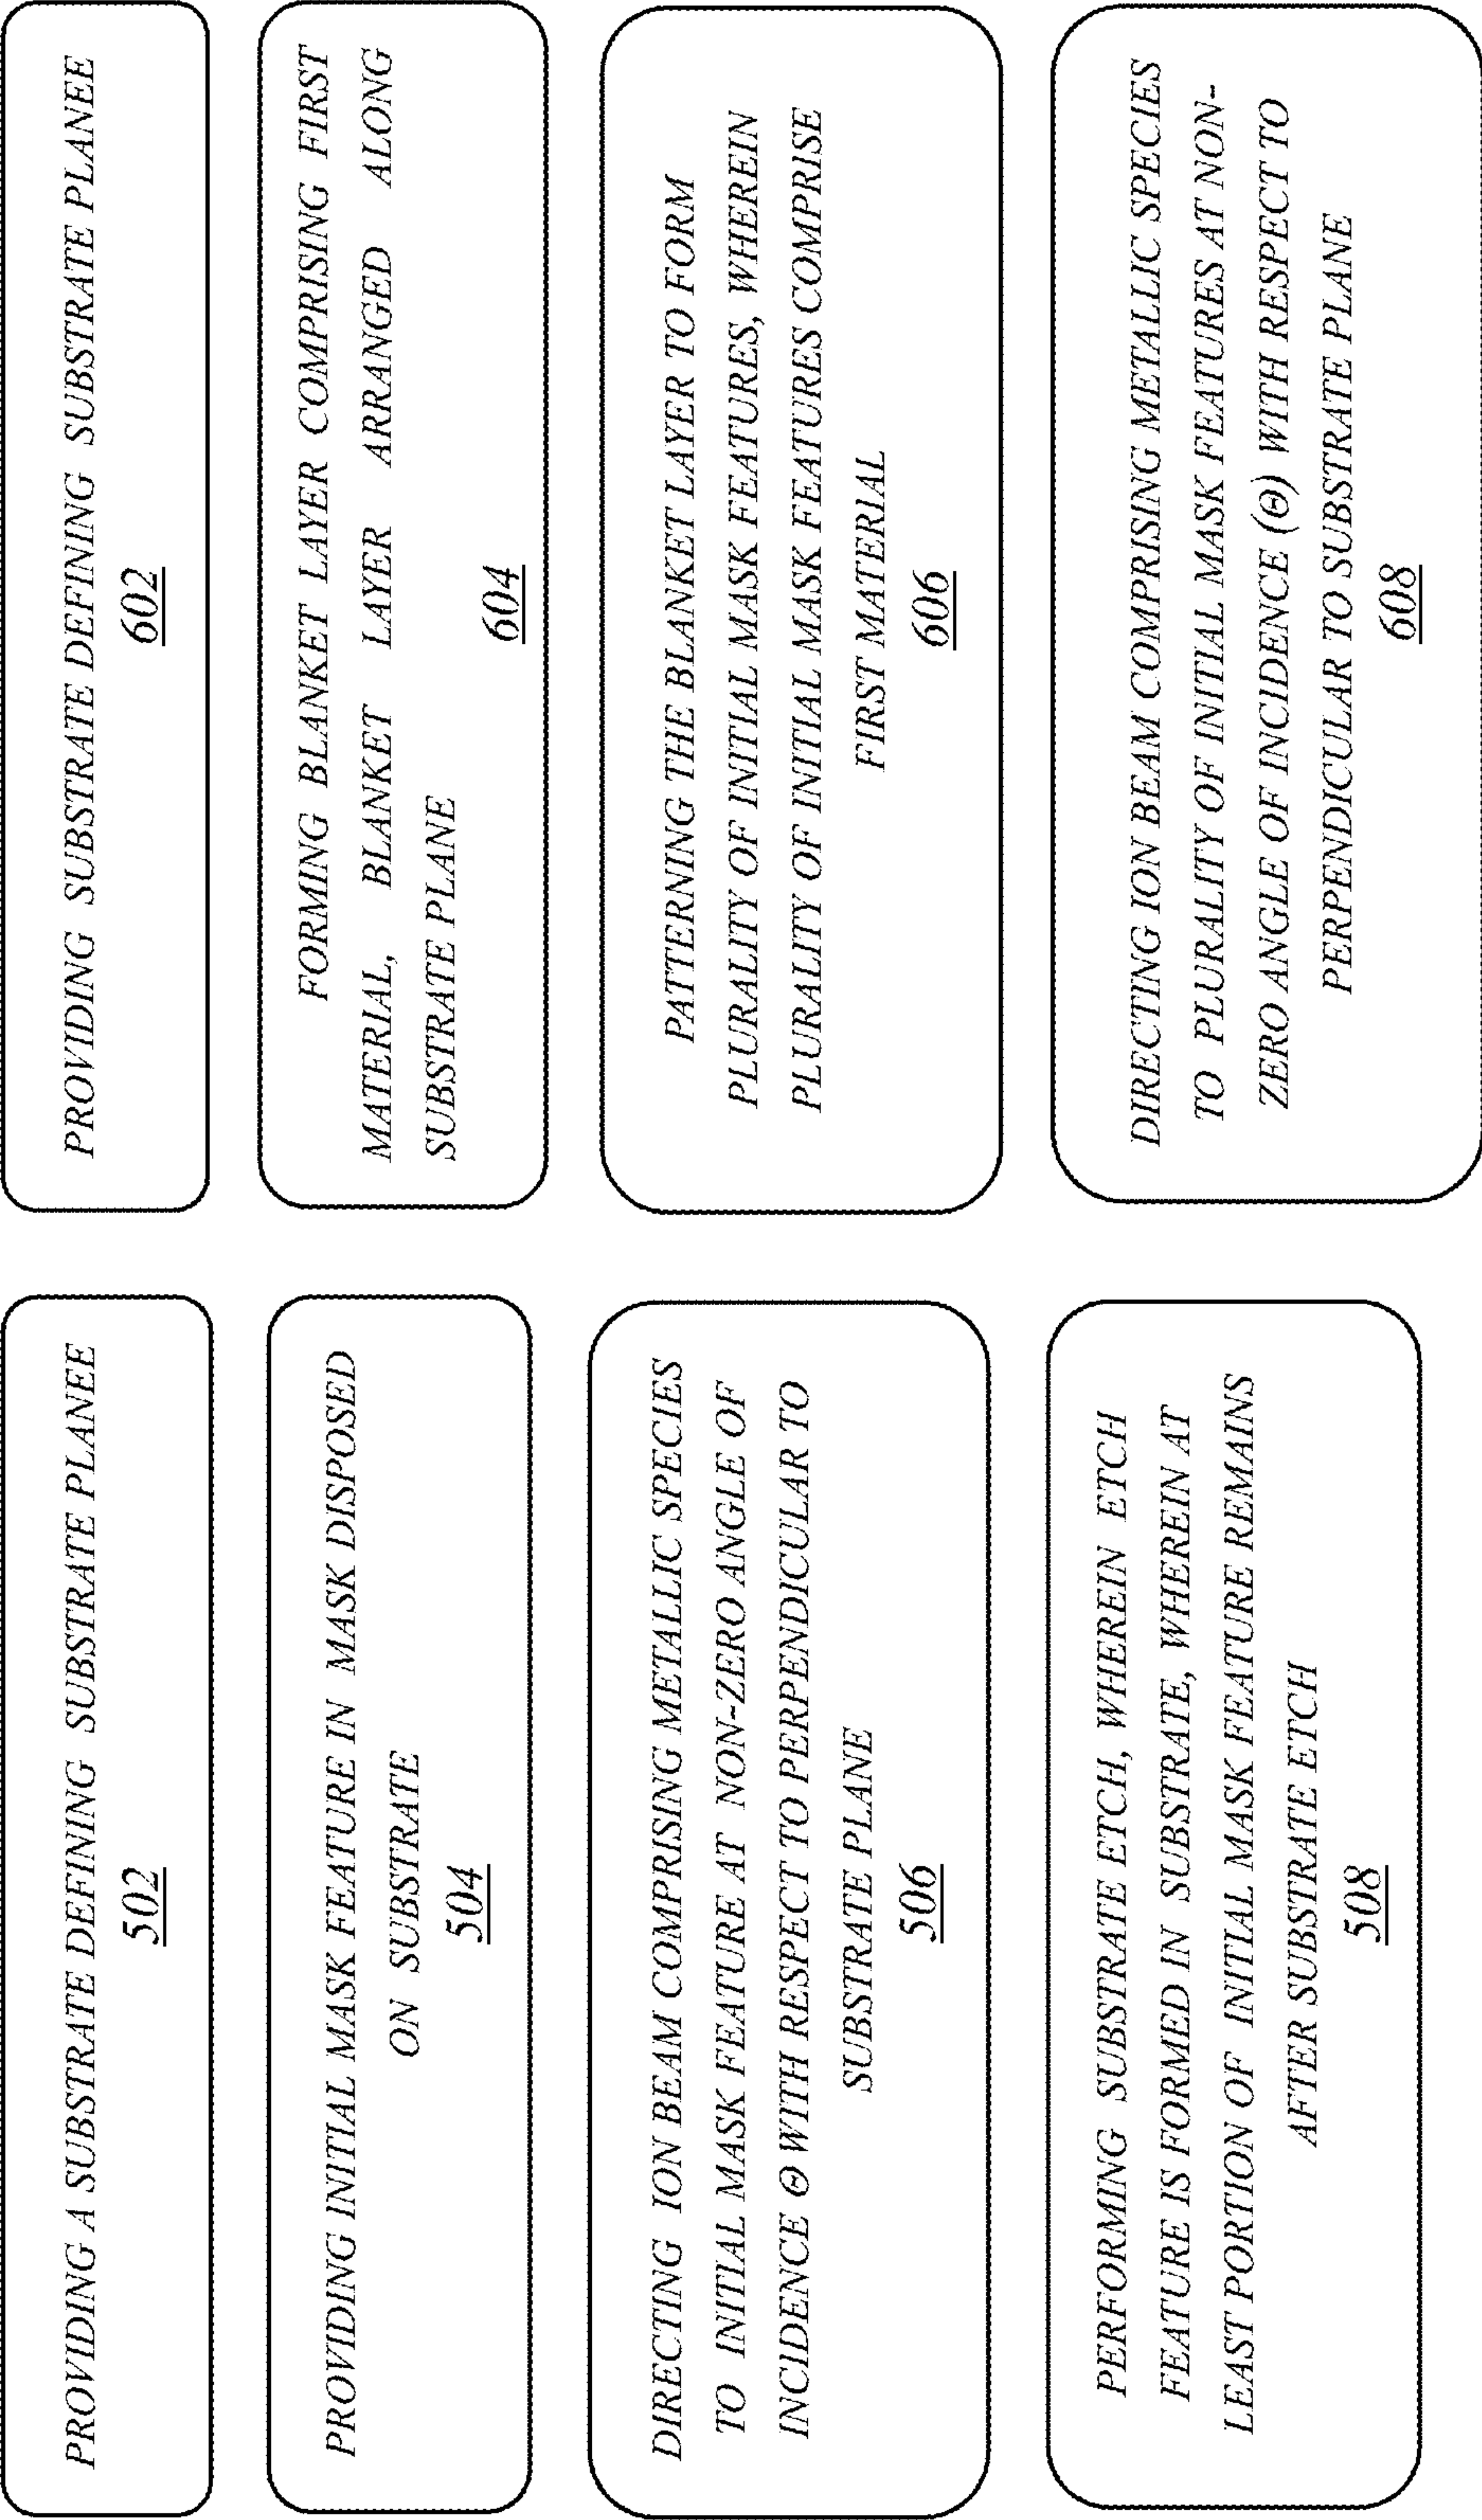 PROVIDING A SUBSTRATE DEFINING SUBSTRATE PLANEE
502
PROVIDING INITIAL MASK FEATURE IN MASK DISPOSED
ON SUBSTRATE
504
DIRECTING ION BEAM COMPRISING METALLIC SPECIES
TO INITIAL MASK FEATURE AT NON-ZERO ANGLE OF
INCIDENCE Θ WITH RESPECT TO PERPENDICULAR TO
SUBSTRATE PLANE
506
PERFORMING SUBSTRATE ETCH, WHEREIN ETCH
FEATURE IS FORMED IN SUBSTRATE, WHEREIN AT
LEAST PORTION OF INITIAL MASK FEATURE REMAINS
AFTER SUBSTRATE ETCH
508
PROVIDING SUBSTRATE DEFINING SUBSTRATE PLANEE
602
FORMING BLANKET LAYER COMPRISING FIRST
MATERIAL, BLANKET LAYER ARRANGED ALONG
SUBSTRATE PLANE
604
PATTERNING THE BLANKET LAYER TO FORM
PLURALITY OF INITIAL MASK FEATURES, WHEREIN
PLURALITY OF INITIAL MASK FEATURES COMPRISE
FIRST MATERIAL
606
DIRECTING ION BEAM COMPRISING METALLIC SPECIES
TO PLURALITY OF INITIAL MASK FEATURES AT NON-
ZERO ANGLE OF INCIDENCE (Θ) WITH RESPECT TO
PERPENDICULAR TO SUBSTRATE PLANE
608